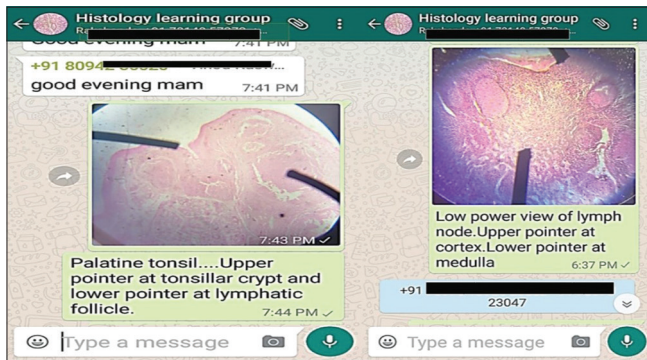 Histology learning group
Good evening mam 7:41 PM
+91 80942
good evening mam 7:41 PM
7:43 PM
Palatine tonsil....Upper
pointer at tonsillar crypt and
lower pointer at lymphatic
follicle. 7:44 PM
Type a message
Histology learning group
Low power view of lymph
node.Upper pointer at
cortex.Lower pointer at
medulla 6:37 PM
+91
23047
Type a message